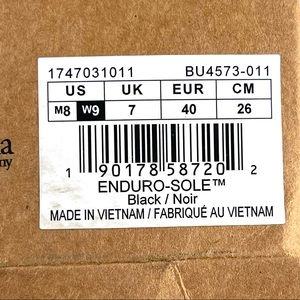 1747031011 BU4573-011
US UK EUR CM
M8 W9 7 40 26
1 90178 58720 2
ENDURO-SOLE™
Black / Noir
MADE IN VIETNAM / FABRIQUÉ AU VIETNAM